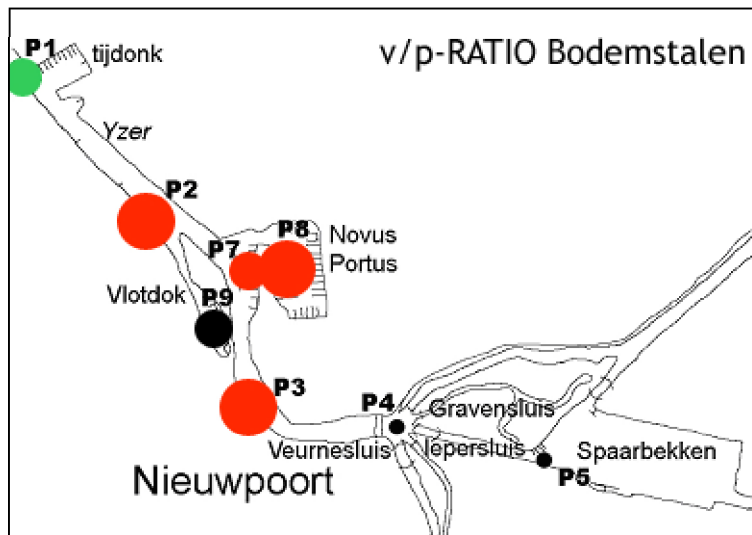 v/p-RATIO Bodemstalen
P1
tijdonk
Yzer
P2
P8
Novus
P7
Portus
Vlotdok
P9
P3
P4
Gravensluis
Veurnesluis
Iepersluis
Spaarbekken
P5
Nieuwpoort